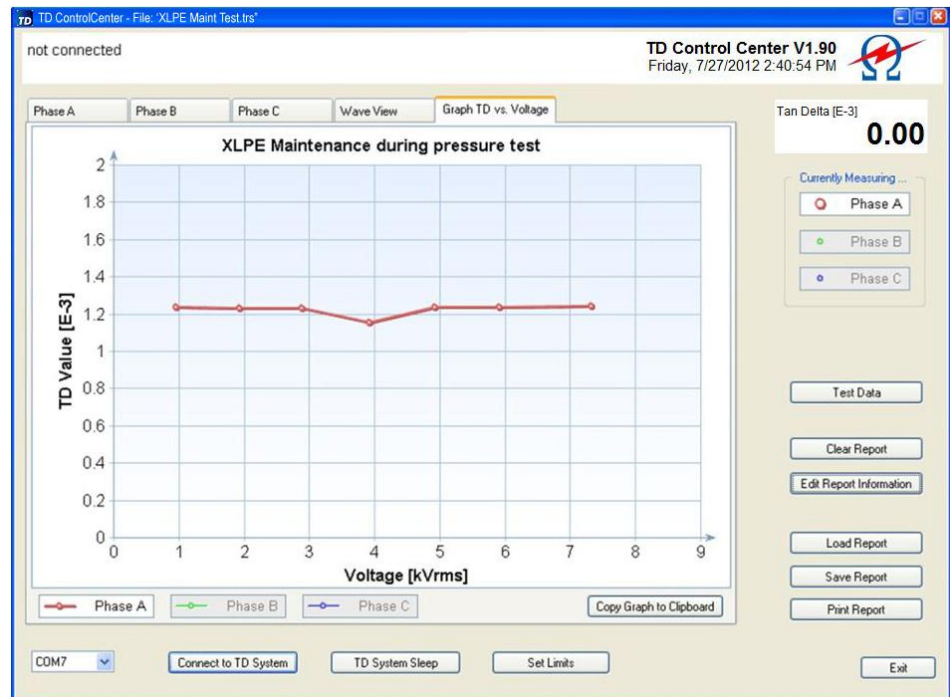 TD TD ControlCenter - File: 'XLPE Maint Test.trs"
not connected
TD Control Center V1.90
Friday, 7/27/2012 2:40:54 PM
Phase A
Phase B
Phase C
Wave View
Graph TD vs. Voltage
Tan Delta [E-3]
0.00
XLPE Maintenance during pressure test
TD Value [E-3]
2
1.8
1.6
1.4
1.2
1
0.8
0.6
0.4
0.2
0
0 1 2 3 4 5 6 7 8 9
Voltage [kVrms]
Phase A
Phase B
Phase C
Copy Graph to Clipboard
Currently Measuring ...
Phase A
Phase B
Phase C
Test Data
Clear Report
Edit Report Information
Load Report
Save Report
Print Report
COM7
Connect to TD System
TD System Sleep
Set Limits
Exit